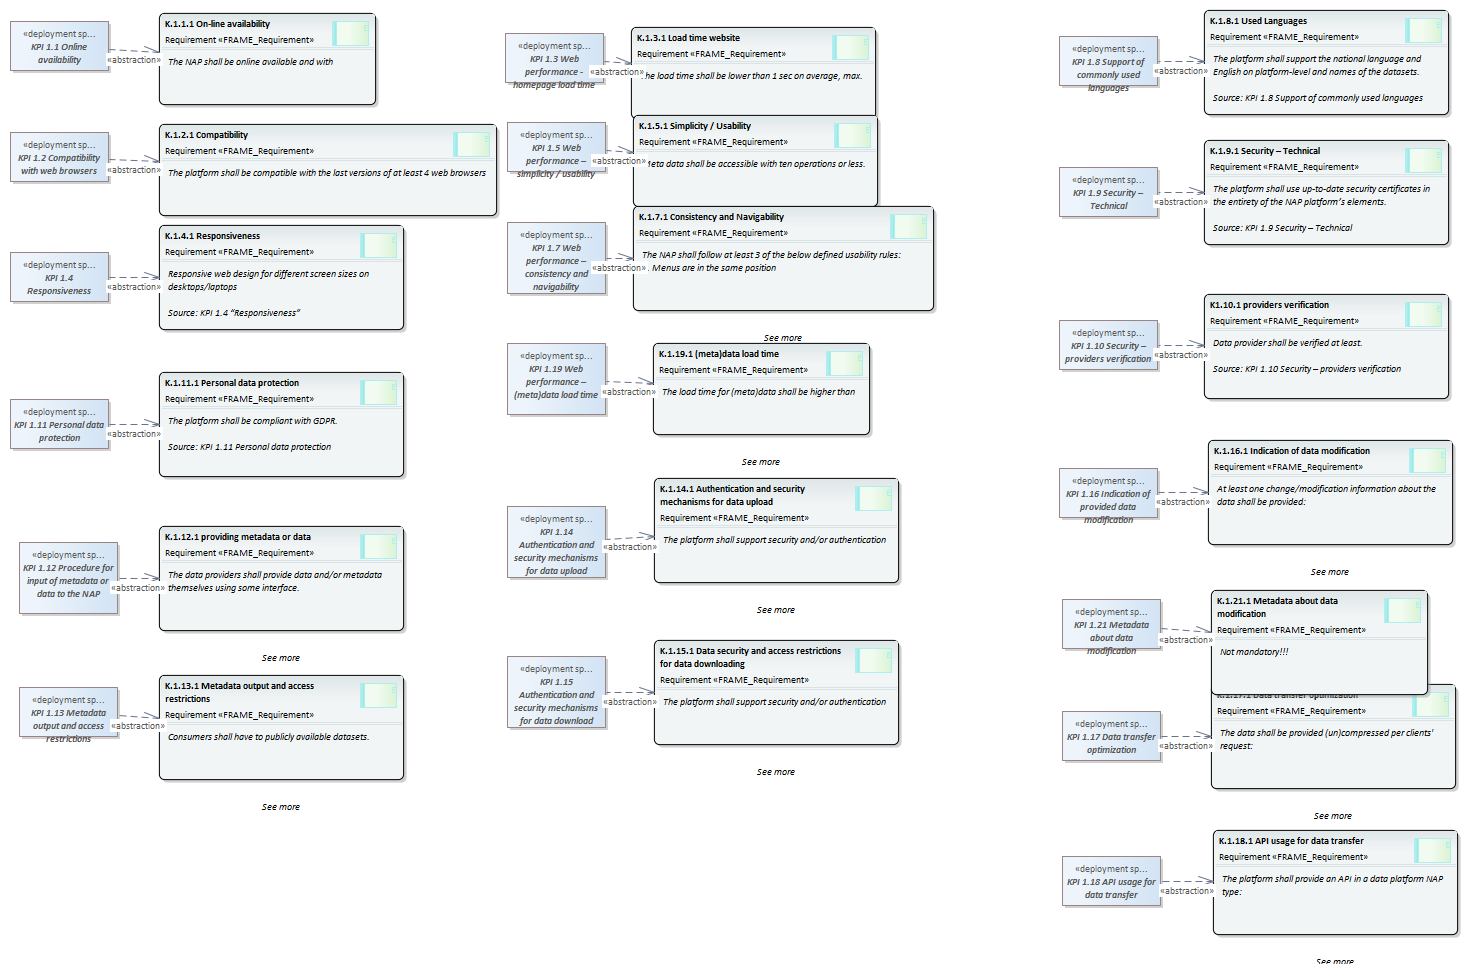 «deployment sp...
KPI 1.1 Online
availability
«abstraction»
K.1.1.1 On-line availability
Requirement «FRAME_Requirement»
The NAP shall be online available and with
«deployment sp...
KPI 1.2 Compatibility
with web browsers
«abstraction»
K.1.2.1 Compatibility
Requirement «FRAME_Requirement»
The platform shall be compatible with the last versions of at least 4 web browsers
«deployment sp...
KPI 1.4
Responsiveness
«abstraction»
K.1.4.1 Responsiveness
Requirement «FRAME_Requirement»
Responsive web design for different screen sizes on
desktops/laptops
Source: KPI 1.4 “Responsiveness”
«deployment sp...
KPI 1.11 Personal data
protection
«abstraction»
K.1.11.1 Personal data protection
Requirement «FRAME_Requirement»
The platform shall be compliant with GDPR.
Source: KPI 1.11 Personal data protection
«deployment sp...
KPI 1.12 Procedure for
input of metadata or
data to the NAP
«abstraction»
K.1.12.1 providing metadata or data
Requirement «FRAME_Requirement»
The data providers shall provide data and/or metadata
themselves using some interface.
See more
«deployment sp...
KPI 1.13 Metadata
output and access
restrictions
«abstraction»
K.1.13.1 Metadata output and access
restrictions
Requirement «FRAME_Requirement»
Consumers shall have to publicly available datasets.
See more
«deployment sp...
KPI 1.3 Web
performance -
homepage load time
«abstraction»
K.1.3.1 Load time website
Requirement «FRAME_Requirement»
The load time shall be lower than 1 sec on average, max.
«deployment sp...
KPI 1.5 Web
performance –
simplicity / usability
«abstraction»
K.1.5.1 Simplicity / Usability
Requirement «FRAME_Requirement»
Meta data shall be accessible with ten operations or less.
«deployment sp...
KPI 1.7 Web
performance –
consistency and
navigability
«abstraction»
K.1.7.1 Consistency and Navigability
Requirement «FRAME_Requirement»
The NAP shall follow at least 3 of the below defined usability rules:
. Menus are in the same position
See more
«deployment sp...
KPI 1.19 Web
performance –
(meta)data load time
«abstraction»
K.1.19.1 (meta)data load time
Requirement «FRAME_Requirement»
The load time for (meta)data shall be higher than
See more
«deployment sp...
KPI 1.14
Authentication and
security mechanisms
for data upload
«abstraction»
K.1.14.1 Authentication and security
mechanisms for data upload
Requirement «FRAME_Requirement»
The platform shall support security and/or authentication
See more
«deployment sp...
KPI 1.15
Authentication and
security mechanisms
for data download
«abstraction»
K.1.15.1 Data security and access restrictions
for data downloading
Requirement «FRAME_Requirement»
The platform shall support security and/or authentication
See more
«deployment sp...
KPI 1.8 Support of
commonly used
languages
«abstraction»
K.1.8.1 Used Languages
Requirement «FRAME_Requirement»
The platform shall support the national language and
English on platform-level and names of the datasets.
Source: KPI 1.8 Support of commonly used languages
«deployment sp...
KPI 1.9 Security –
Technical
«abstraction»
K.1.9.1 Security – Technical
Requirement «FRAME_Requirement»
The platform shall use up-to-date security certificates in
the entirety of the NAP platform's elements.
Source: KPI 1.9 Security – Technical
«deployment sp...
KPI 1.10 Security –
providers verification
«abstraction»
K1.10.1 providers verification
Requirement «FRAME_Requirement»
Data provider shall be verified at least.
Source: KPI 1.10 Security – providers verification
«deployment sp...
KPI 1.16 Indication of
provided data
modification
«abstraction»
K.1.16.1 Indication of data modification
Requirement «FRAME_Requirement»
At least one change/modification information about the
data shall be provided:
See more
«deployment sp...
KPI 1.21 Metadata
about data
modification
«abstraction»
K.1.21.1 Metadata about data
modification
Requirement «FRAME_Requirement»
Not mandatory!!!
«deployment sp...
KPI 1.17 Data transfer
optimization
«abstraction»
K.1.17.1 Data transfer optimization
Requirement «FRAME_Requirement»
The data shall be provided (un)compressed per clients'
request:
See more
«deployment sp...
KPI 1.18 API usage for
data transfer
«abstraction»
K.1.18.1 API usage for data transfer
Requirement «FRAME_Requirement»
The platform shall provide an API in a data platform NAP
type:
See more